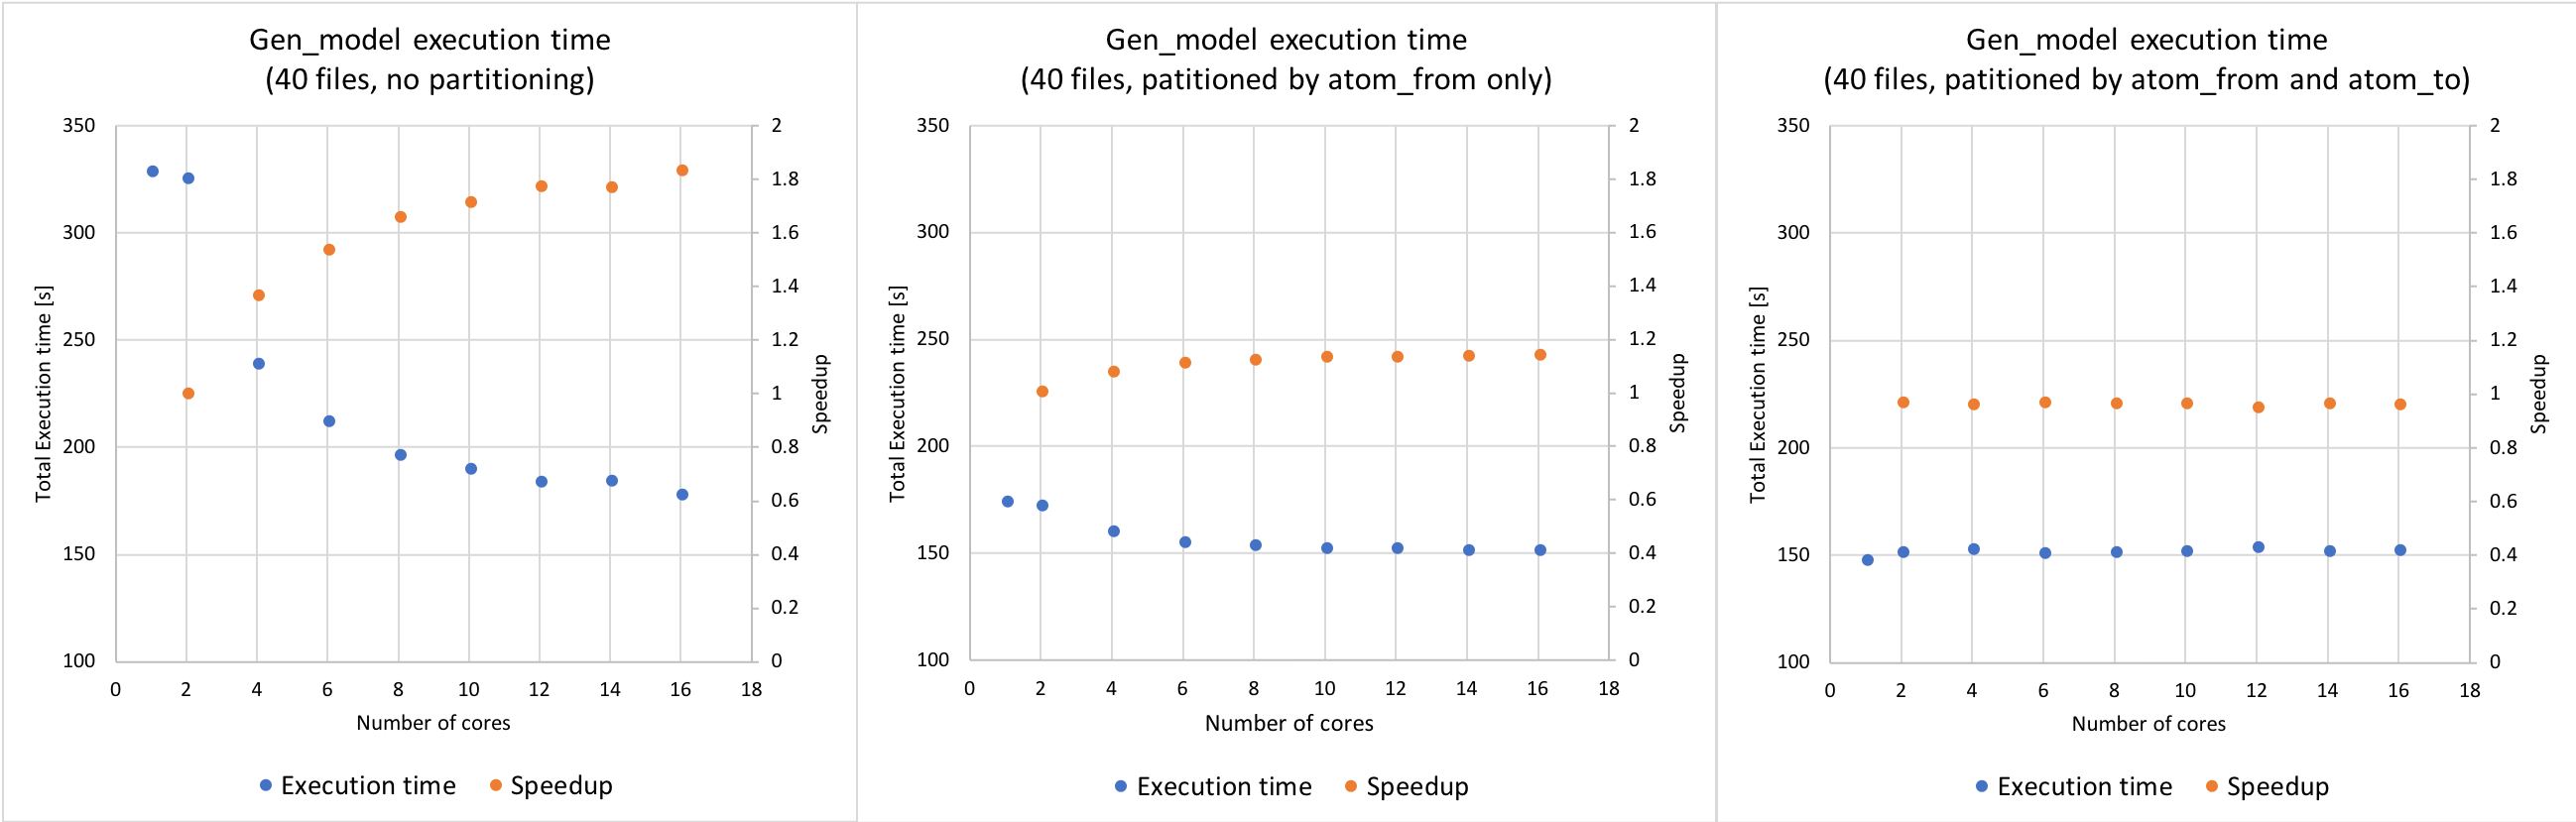 Gen_model execution time
(40 files, no partitioning)
350
300
250
200
150
100
2
1.8
1.6
1.4
1.2
1
0.8
0.6
0.4
0.2
0
Total Execution time [s]
Speedup
0 2 4 6 8 10 12 14 16 18
Number of cores
Execution time Speedup
Gen_model execution time
(40 files, patitioned by atom_from only)
350
300
250
200
150
100
2
1.8
1.6
1.4
1.2
1
0.8
0.6
0.4
0.2
0
Total Execution time [s]
Speedup
0 2 4 6 8 10 12 14 16 18
Number of cores
Execution time Speedup
Gen_model execution time
(40 files, patitioned by atom_from and atom_to)
350
300
250
200
150
100
2
1.8
1.6
1.4
1.2
1
0.8
0.6
0.4
0.2
0
Total Execution time [s]
Speedup
0 2 4 6 8 10 12 14 16 18
Number of cores
Execution time Speedup